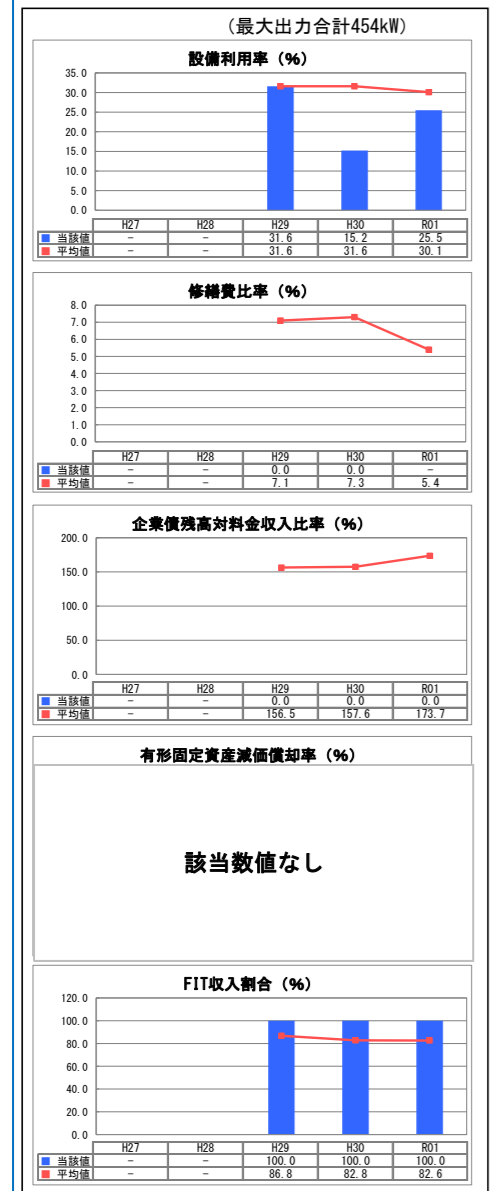 （最大出力合計454kW）
設備利用率（％）
35.0
30.0
25.0
20.0
15.0
10.0
5.0
0.0
H27 H28 H29 H30 R01
当該値 － － 31.6 15.2 25.5
平均値 － － 31.6 31.6 30.1
修繕費比率（％）
8.0
7.0
6.0
5.0
4.0
3.0
2.0
1.0
0.0
H27 H28 H29 H30 R01
当該値 － － 0.0 0.0 －
平均値 － － 7.1 7.3 5.4
企業債残高対料金収入比率（％）
200.0
150.0
100.0
50.0
0.0
H27 H28 H29 H30 R01
当該値 － － 0.0 0.0 0.0
平均値 － － 156.5 157.6 173.7
有形固定資産減価償却率（％）
該当数値なし
FIT収入割合（％）
120.0
100.0
80.0
60.0
40.0
20.0
0.0
H27 H28 H29 H30 R01
当該値 － － 100.0 100.0 100.0
平均値 － － 86.8 82.8 82.6